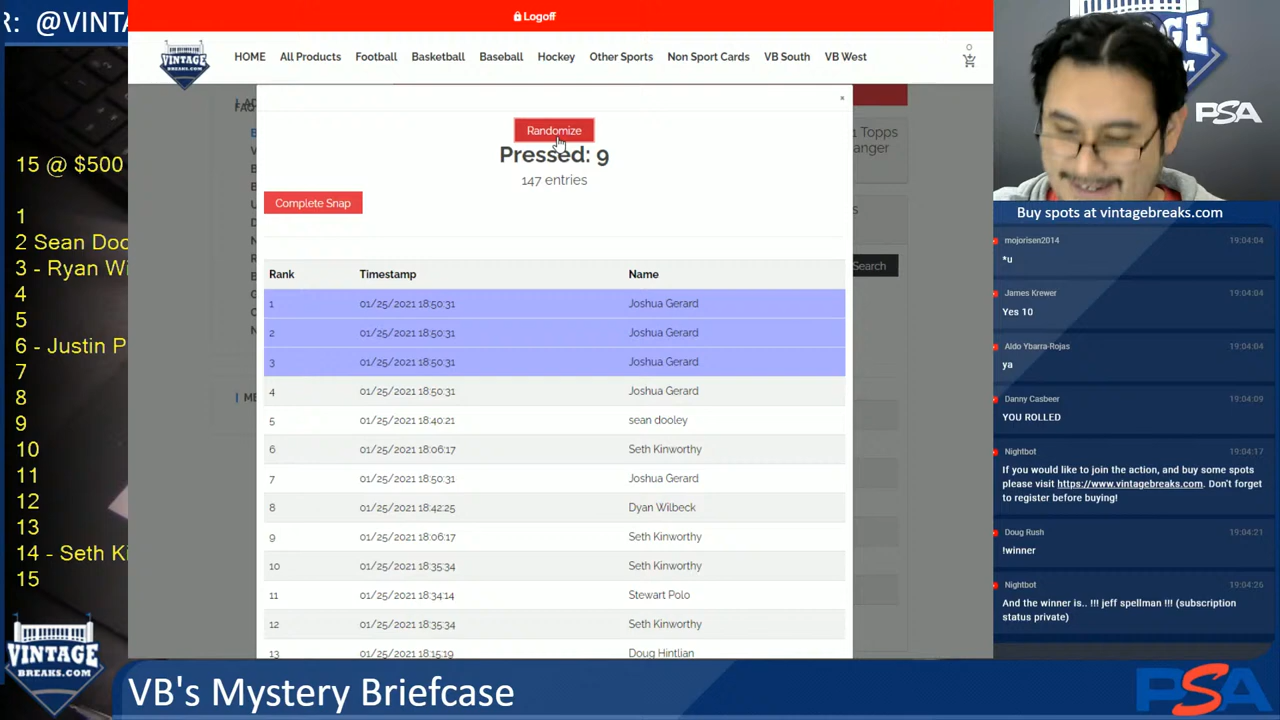 R: @VINTA
Logoff
HOME All Products Football Basketball Baseball Hockey Other Sports Non Sport Cards VB South VB West
0
VINTAGE
BREAKS.COM
PSA
×
Randomize
Pressed: 9
147 entries
Complete Snap
1 Topps
anger
Search
FAQ
ME
Rank Timestamp Name
1 01/25/2021 18:50:31 Joshua Gerard
2 01/25/2021 18:50:31 Joshua Gerard
3 01/25/2021 18:50:31 Joshua Gerard
4 01/25/2021 18:50:31 Joshua Gerard
5 01/25/2021 18:40:21 sean dooley
6 01/25/2021 18:06:17 Seth Kinworthy
7 01/25/2021 18:50:31 Joshua Gerard
8 01/25/2021 18:42:25 Dyan Wilbeck
9 01/25/2021 18:06:17 Seth Kinworthy
10 01/25/2021 18:35:34 Seth Kinworthy
11 01/25/2021 18:34:14 Stewart Polo
12 01/25/2021 18:35:34 Seth Kinworthy
13 01/25/2021 18:15:19 Doug Hintlian
15 @ $500
1
2 Sean Doo
3 - Ryan Wi
4
5
6 - Justin P
7
8
9
10
11
12
13
14 - Seth Ki
15
VINTAGE
BREAKS.COM
Buy spots at vintagebreaks.com
mojorisen2014 19:04:04
*u
James Krewer 19:04:04
Yes 10
Aldo Ybarra-Rojas 19:04:04
ya
Danny Casbeer 19:04:09
YOU ROLLED
Nightbot 19:04:17
If you would like to join the action, and buy some spots
please visit https://www.vintagebreaks.com. Don't forget
to register before buying!
Doug Rush 19:04:21
!winner
Nightbot 19:04:26
And the winner is.. !!! jeff spellman !!! (subscription
status private)
VB's Mystery Briefcase
PSA